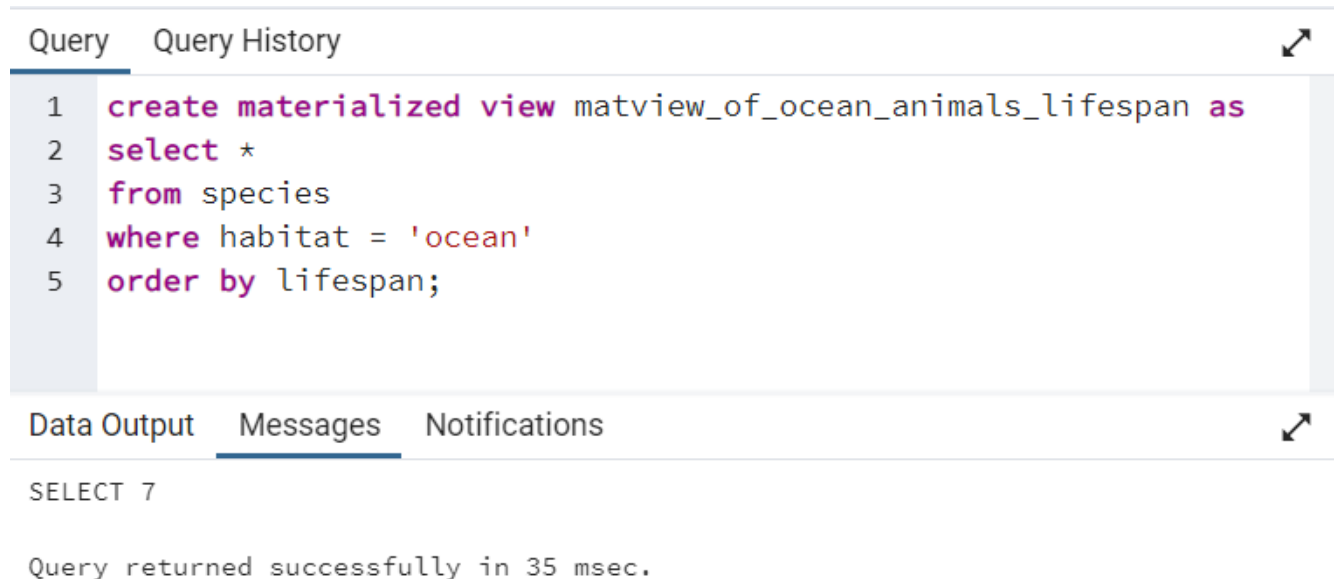 Query Query History
1 create materialized view matview_of_ocean_animals_lifespan as
2 select *
3 from species
4 where habitat = 'ocean'
5 order by lifespan;
Data Output Messages Notifications
SELECT 7
Query returned successfully in 35 msec.